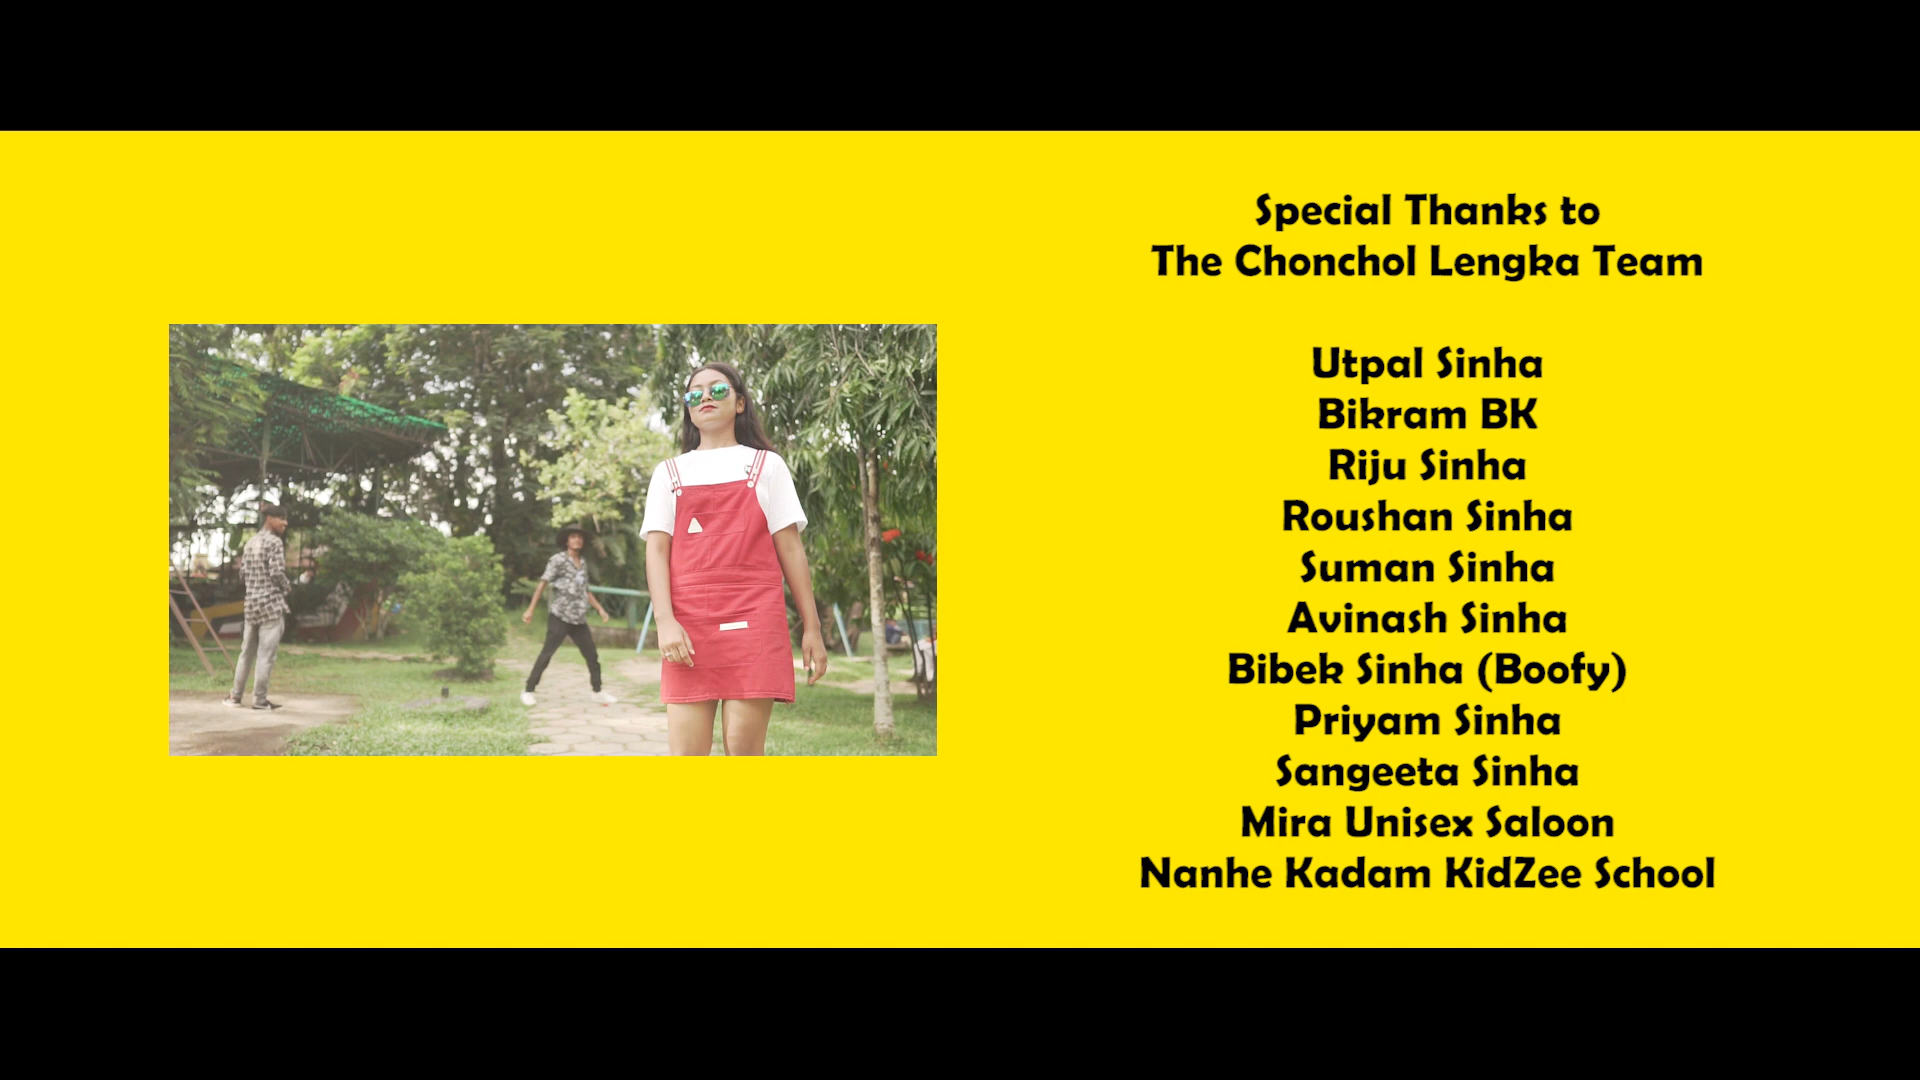 Special Thanks to
The Chonchol Lengka Team
Utpal Sinha
Bikram BK
Riju Sinha
Roushan Sinha
Suman Sinha
Avinash Sinha
Bibek Sinha (Boofy)
Priyam Sinha
Sangeeta Sinha
Mira Unisex Saloon
Nanhe Kadam KidZee School